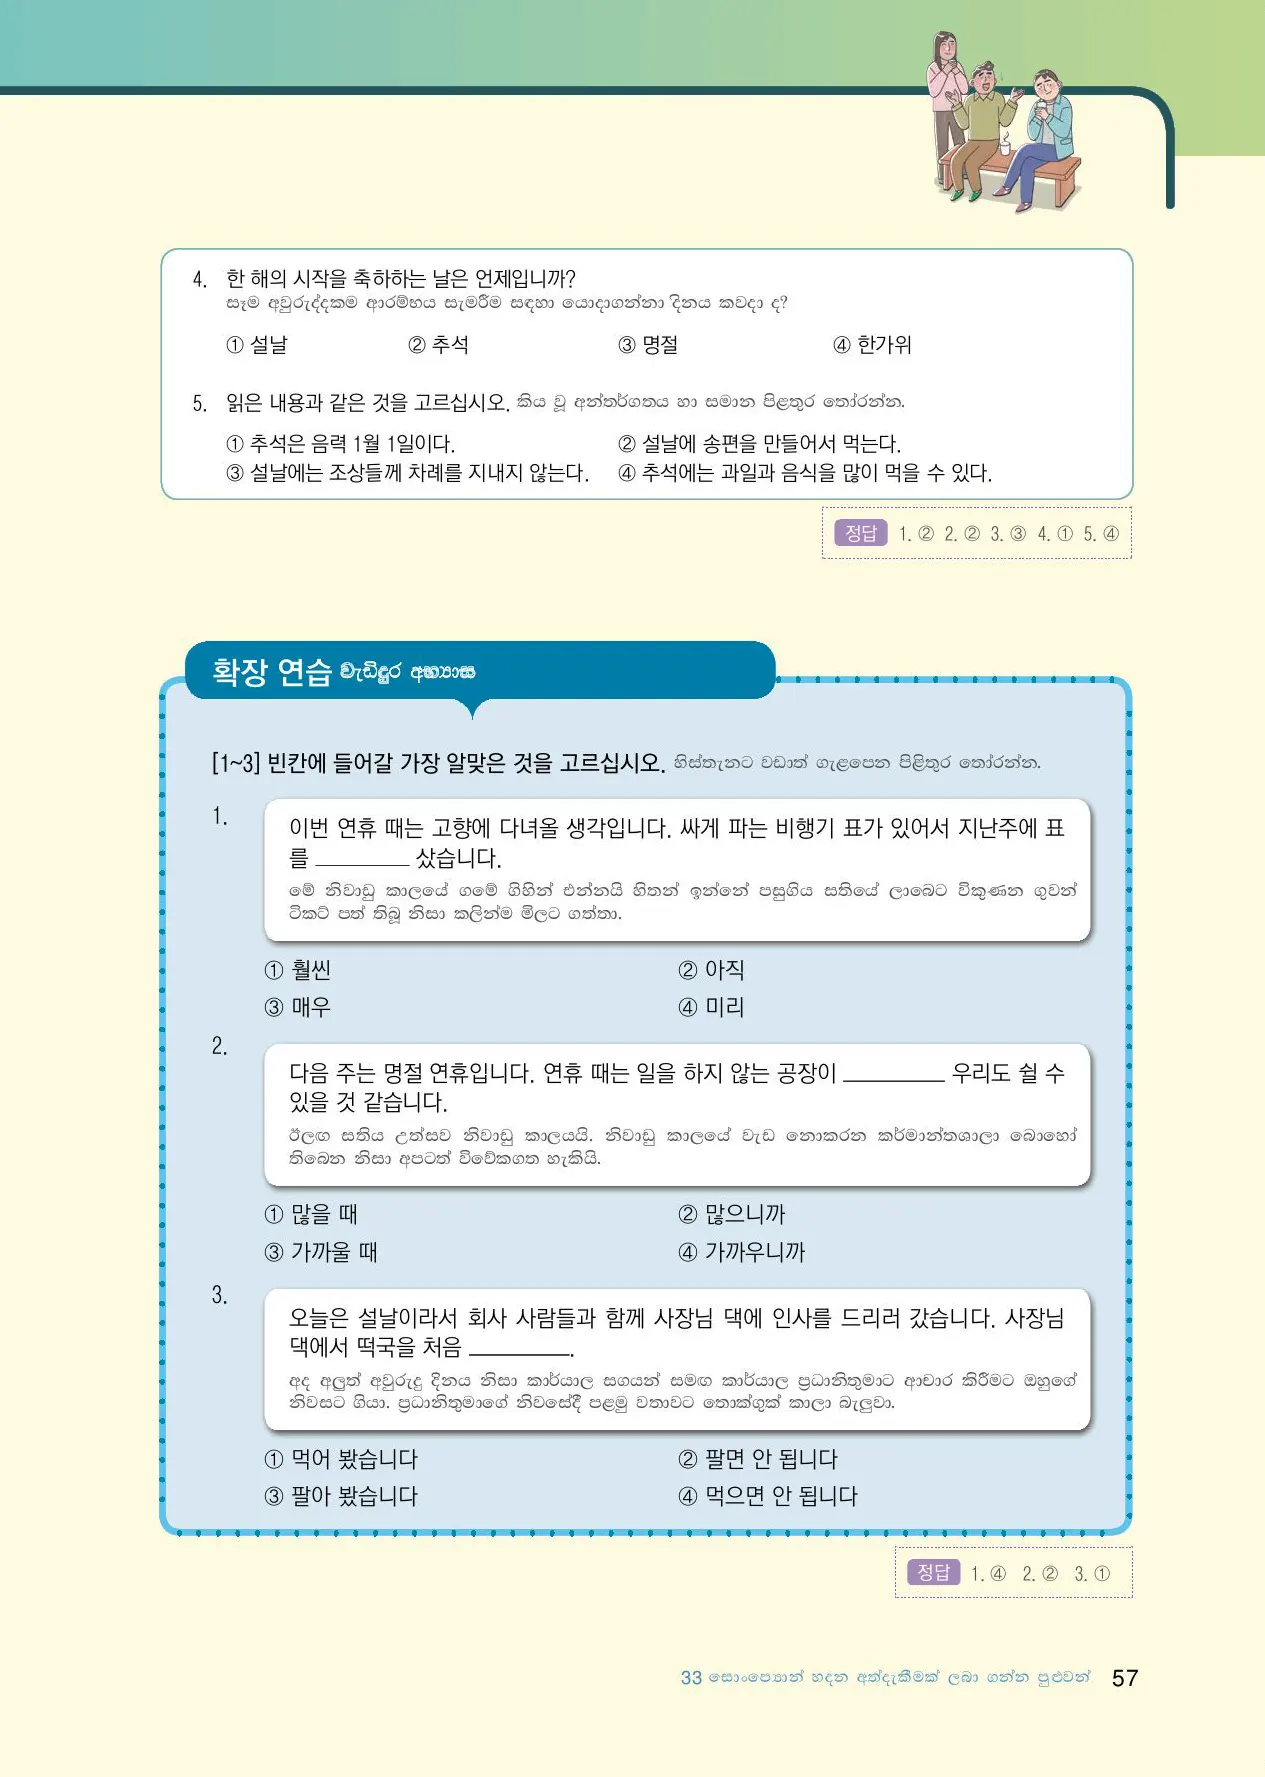 4. 한 해의 시작을 축하하는 날은 언제입니까?
සෑම අවුරුද්දකම ආරම්භය සැමරීම සඳහා යොදාගන්නා දිනය කවදා ද?
① 설날 ② 추석 ③ 명절 ④ 한가위
5. 읽은 내용과 같은 것을 고르십시오. කිය වූ අන්තර්ගතය හා සමාන පිළතුර තෝරන්න.
① 추석은 음력 1월 1일이다. ② 설날에 송편을 만들어서 먹는다.
③ 설날에는 조상들께 차례를 지내지 않는다. ④ 추석에는 과일과 음식을 많이 먹을 수 있다.
정답 1. ② 2. ② 3. ③ 4. ① 5. ④
확장 연습 වැඩිදුර අභ්‍යාස
[1~3] 빈칸에 들어갈 가장 알맞은 것을 고르십시오. හිස්තැනට වඩාත් ගැළපෙන පිළිතුර තෝරන්න.
1.
이번 연휴 때는 고향에 다녀올 생각입니다. 싸게 파는 비행기 표가 있어서 지난주에 표
를 ________ 샀습니다.
මේ නිවාඩු කාලයේ ගමේ ගිහින් එන්නයි හිතන් ඉන්නේ පසුගිය සතියේ ලාබෙට විකුණන ගුවන්
ටිකට් පත් තිබූ නිසා කලින්ම මිලට ගත්තා.
① 훨씬 ② 아직
③ 매우 ④ 미리
2.
다음 주는 명절 연휴입니다. 연휴 때는 일을 하지 않는 공장이 ________ 우리도 쉴 수
있을 것 같습니다.
ඊලඟ සතිය උත්සව නිවාඩු කාලයයි. නිවාඩු කාලයේ වැඩ නොකරන කර්මාන්තශාලා බොහෝ
තිබෙන නිසා අපටත් විවේකගත හැකියි.
① 많을 때 ② 많으니까
③ 가까울 때 ④ 가까우니까
3.
오늘은 설날이라서 회사 사람들과 함께 사장님 댁에 인사를 드리러 갔습니다. 사장님
댁에서 떡국을 처음 ________.
අද අලුත් අවුරුදු දිනය නිසා කාර්යාල සගයන් සමඟ කාර්යාල ප්‍රධානිතුමාට ආචාර කිරීමට ඔහුගේ
නිවසට ගියා. ප්‍රධානිතුමාගේ නිවසේදී පළමු වතාවට තොක්ගුක් කාලා බැලුවා.
① 먹어 봤습니다 ② 팔면 안 됩니다
③ 팔아 봤습니다 ④ 먹으면 안 됩니다
정답 1. ④ 2. ② 3. ①
33 සොංප්‍යොන් හදන අත්දැකීමක් ලබා ගන්න පුළුවන් 57